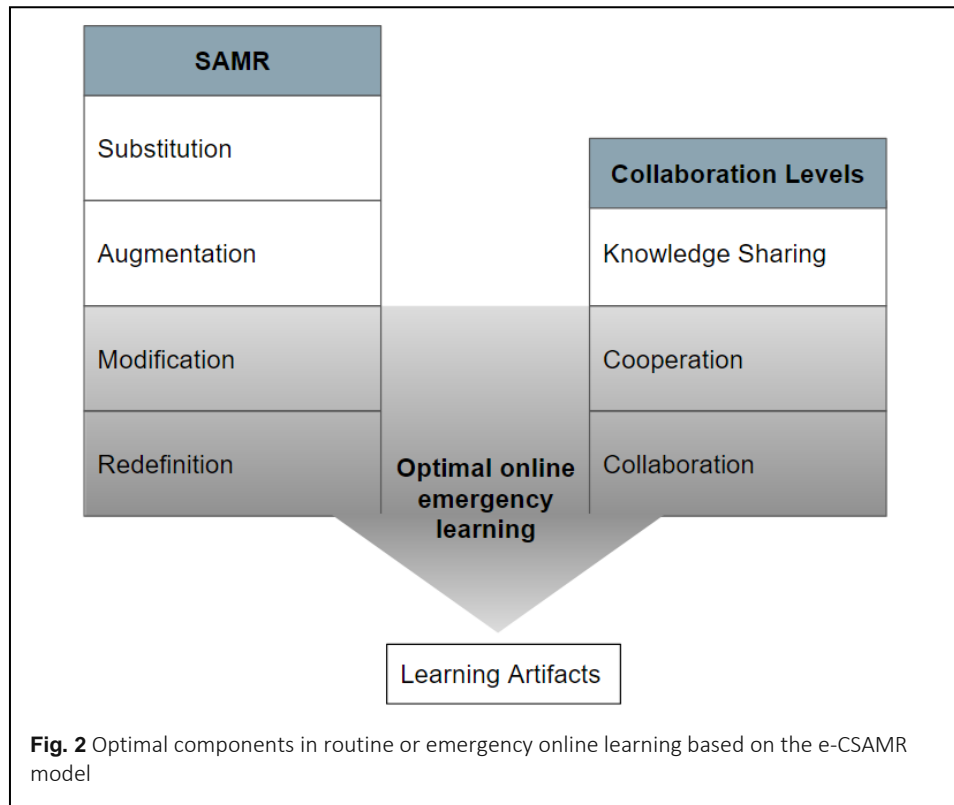 SAMR
Substitution
Augmentation
Modification
Redefinition
Collaboration Levels
Knowledge Sharing
Cooperation
Collaboration
Optimal online
emergency
learning
Learning Artifacts
Fig. 2 Optimal components in routine or emergency online learning based on the e-CSAMR
model